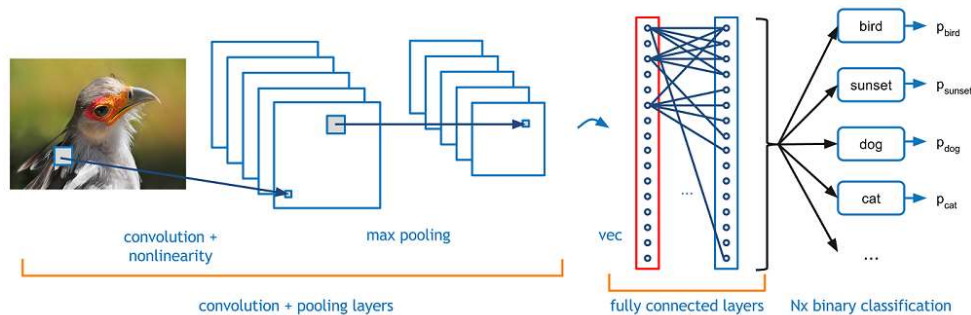 bird
p_bird
sunset
p_sunset
dog
p_dog
cat
p_cat
...
...
convolution +
nonlinearity
max pooling
vec
convolution + pooling layers
fully connected layers
Nx binary classification